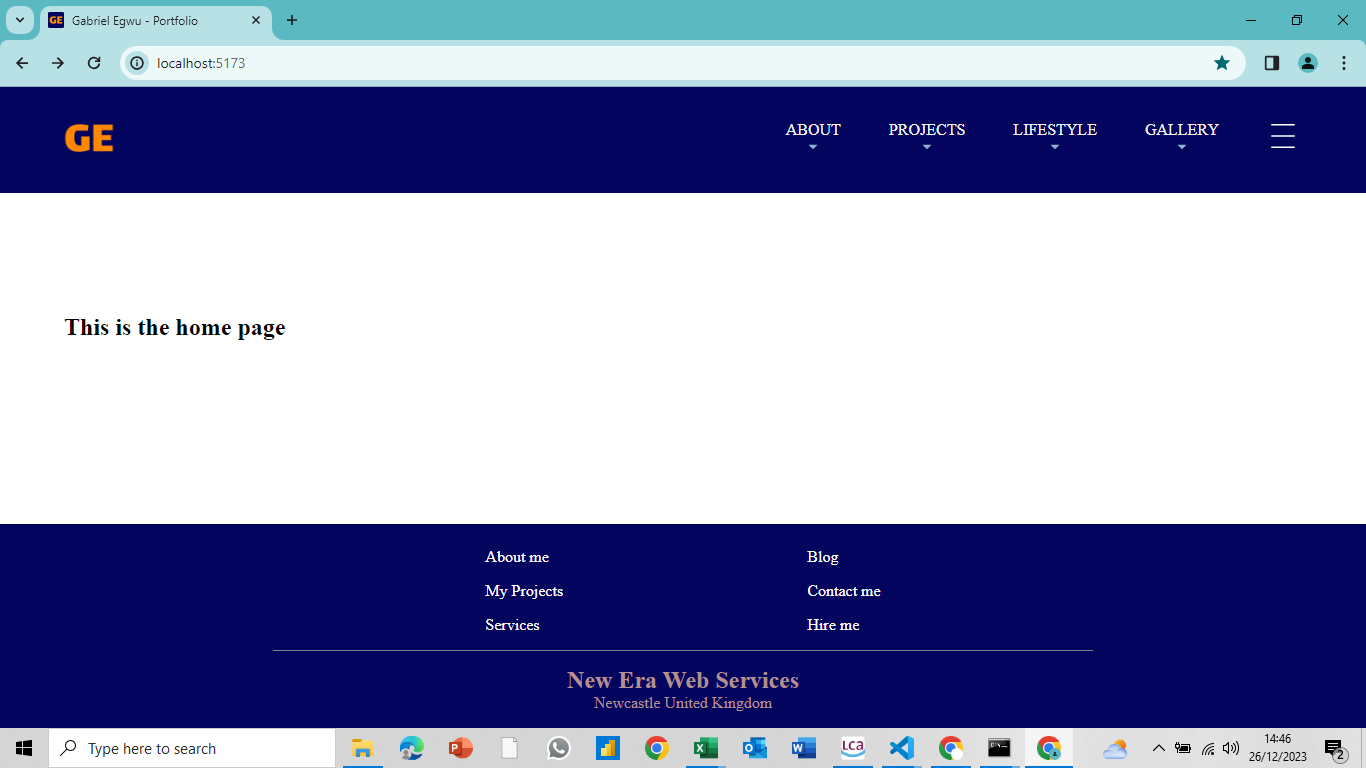 GE Gabriel Egwu - Portfolio
localhost:5173
GE
ABOUT PROJECTS LIFESTYLE GALLERY
This is the home page
About me Blog
My Projects Contact me
Services Hire me
New Era Web Services
Newcastle United Kingdom
Type here to search
LCA
14:46
26/12/2023
2